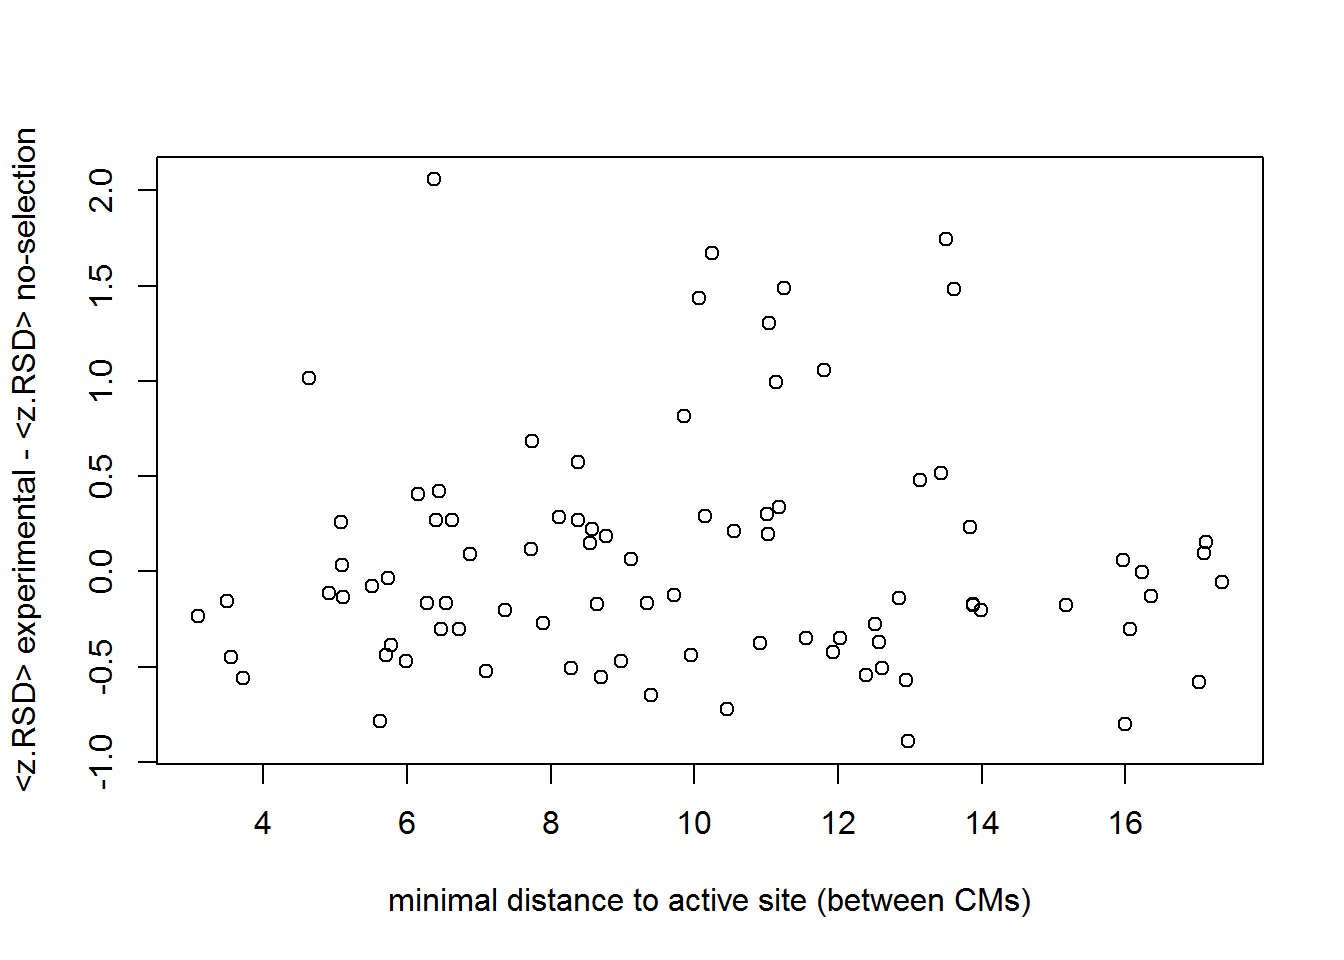 <z.RSD> experimental - <z.RSD> no-selection
2.0
1.5
1.0
0.5
0.0
-0.5
-1.0
4 6 8 10 12 14 16
minimal distance to active site (between CMs)